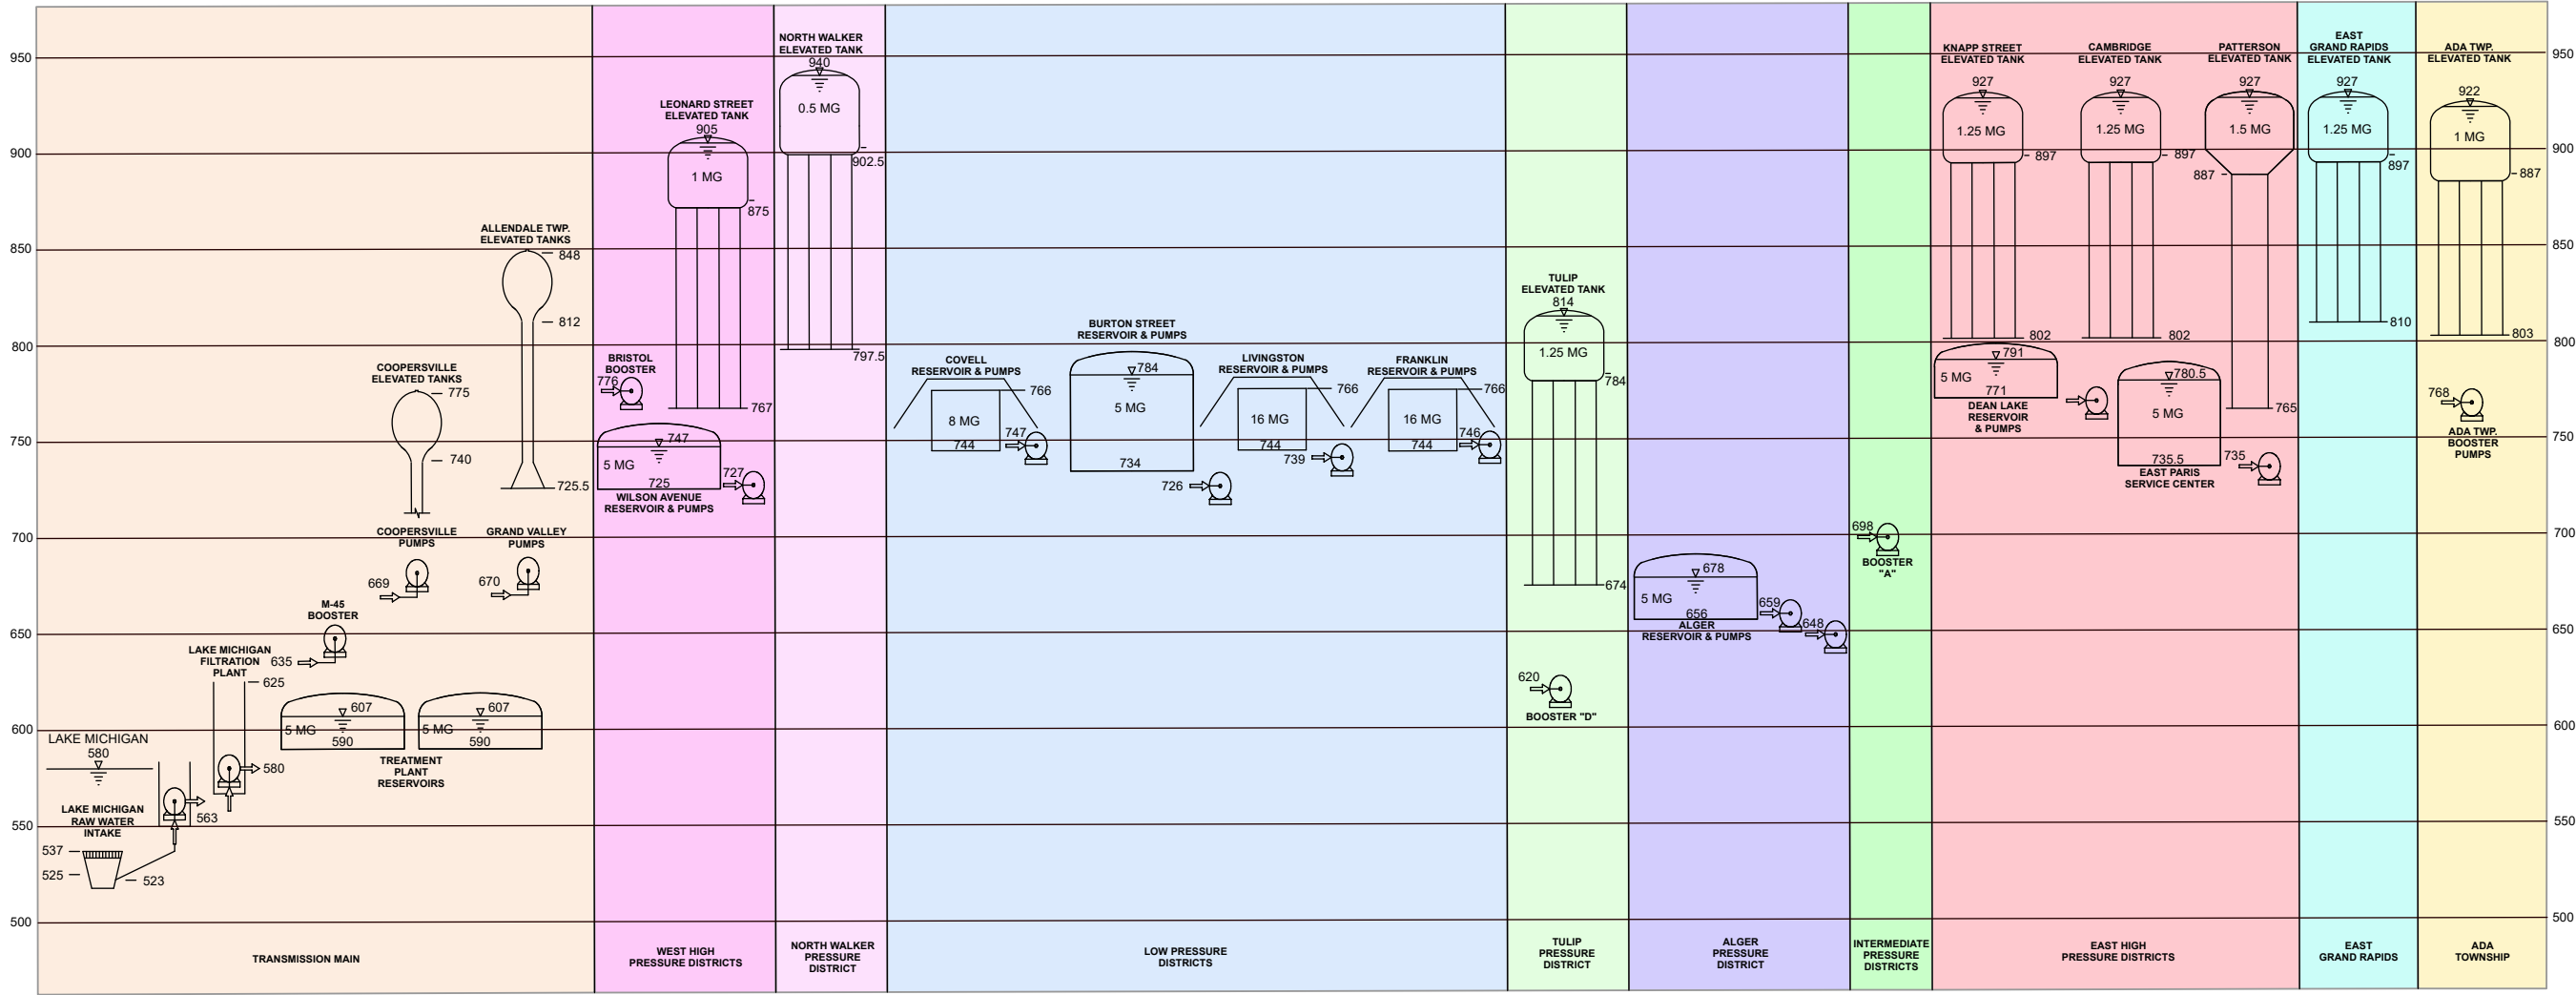 950
900
850
800
750
700
650
600
550
500
LAKE MICHIGAN
580
LAKE MICHIGAN
RAW WATER
INTAKE
537
525
523
563
LAKE MICHIGAN
FILTRATION
PLANT
625
580
M-45
BOOSTER
635
5 MG
607
590
5 MG
607
590
TREATMENT
PLANT
RESERVOIRS
COOPERSVILLE
ELEVATED TANKS
775
740
COOPERSVILLE
PUMPS
669
ALLENDALE TWP.
ELEVATED TANKS
848
812
725.5
GRAND VALLEY
PUMPS
670
TRANSMISSION MAIN
BRISTOL
BOOSTER
776
LEONARD STREET
ELEVATED TANK
905
1 MG
875
767
747
5 MG
725
727
WILSON AVENUE
RESERVOIR & PUMPS
WEST HIGH
PRESSURE DISTRICTS
NORTH WALKER
ELEVATED TANK
940
0.5 MG
902.5
797.5
NORTH WALKER
PRESSURE
DISTRICT
COVELL
RESERVOIR & PUMPS
766
8 MG
744
747
BURTON STREET
RESERVOIR & PUMPS
784
5 MG
734
726
LIVINGSTON
RESERVOIR & PUMPS
766
16 MG
744
739
FRANKLIN
RESERVOIR & PUMPS
766
16 MG
744
746
LOW PRESSURE
DISTRICTS
TULIP
ELEVATED TANK
814
1.25 MG
784
674
620
BOOSTER "D"
TULIP
PRESSURE
DISTRICT
678
5 MG
656
659
648
ALGER
RESERVOIR & PUMPS
ALGER
PRESSURE
DISTRICT
698
BOOSTER
"A"
INTERMEDIATE
PRESSURE
DISTRICTS
KNAPP STREET
ELEVATED TANK
927
1.25 MG
897
802
CAMBRIDGE
ELEVATED TANK
927
1.25 MG
897
802
PATTERSON
ELEVATED TANK
927
1.5 MG
887
765
791
5 MG
771
DEAN LAKE
RESERVOIR
& PUMPS
780.5
5 MG
735.5
735
EAST PARIS
SERVICE CENTER
EAST HIGH
PRESSURE DISTRICTS
EAST
GRAND RAPIDS
ELEVATED TANK
927
1.25 MG
897
810
EAST
GRAND RAPIDS
ADA TWP.
ELEVATED TANK
922
1 MG
887
803
768
ADA TWP.
BOOSTER
PUMPS
ADA
TOWNSHIP
950
900
850
800
750
700
650
600
550
500